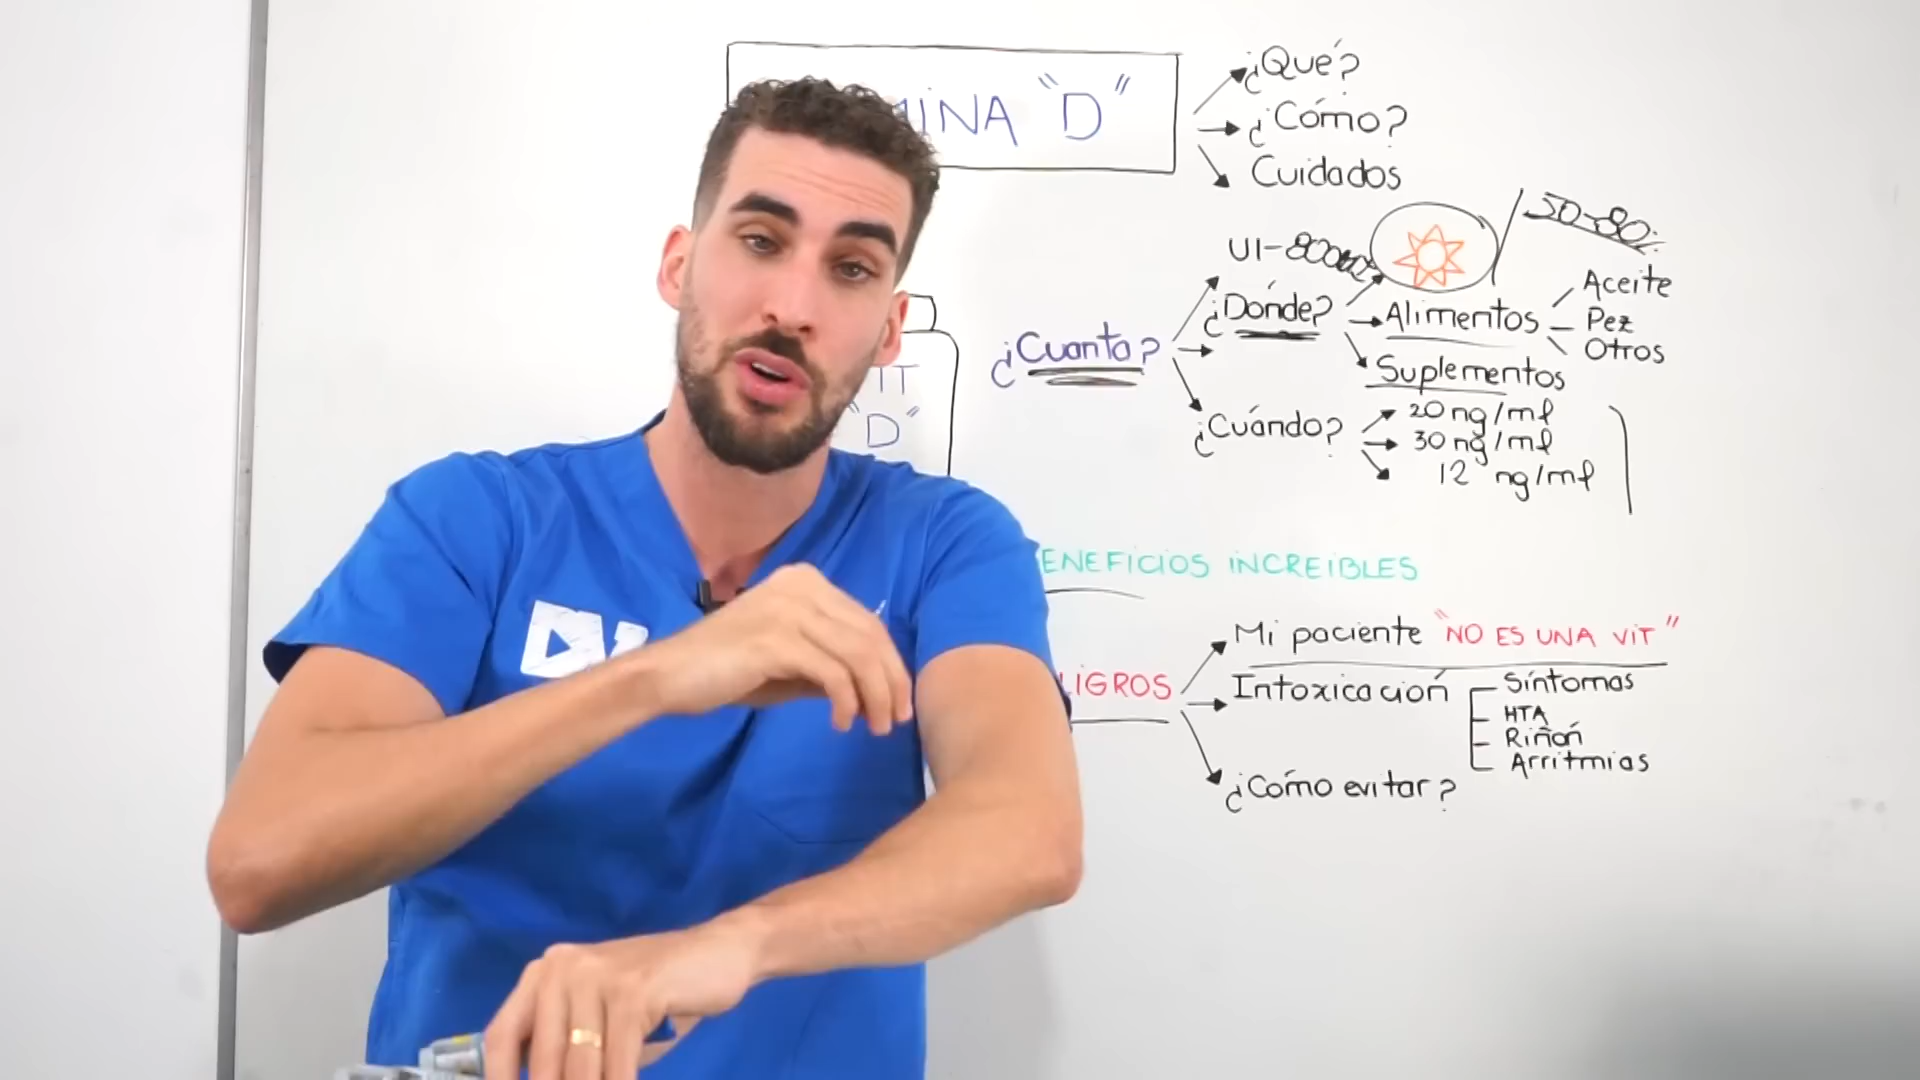 INA "D"
¿Qué?
¿Cómo?
Cuidados
50-80%
UI-
¿Dónde?
Alimentos
Aceite
Pez
Otros
Suplementos
¿Cuanta?
¿Cuándo?
20 ng/ml
30 ng/ml
12 ng/ml
IT
"D"
ENEFICIOS INCREIBLES
LIGROS
Mi paciente "NO ES UNA VIT"
Intoxicación
Síntomas
HTA
Riñón
Arritmias
¿Cómo evitar?